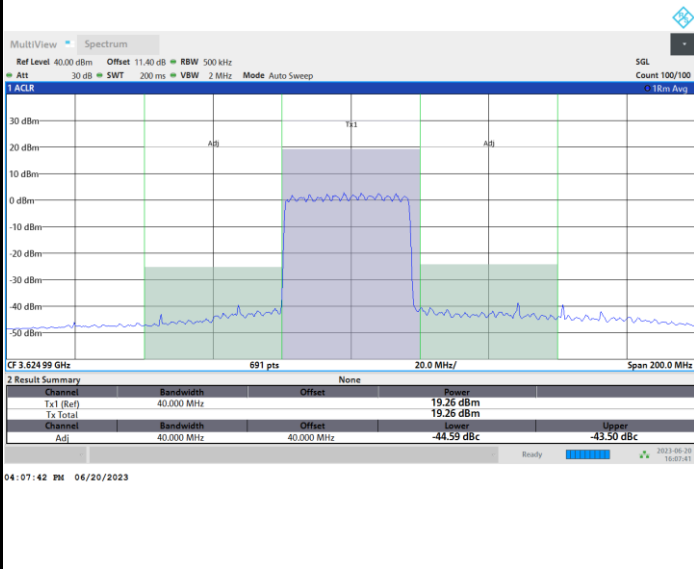 MultiView Spectrum
Ref Level 40.00 dBm Offset 11.40 dB RBW 500 kHz SGL
Att 30 dB SWT 200 ms VBW 2 MHz Mode Auto Sweep Count 100/100
1 ACLR 1Rm Avg
30 dBm
Tx1
20 dBm
Adj Adj
10 dBm
0 dBm
-10 dBm
-20 dBm
-30 dBm
-40 dBm
-50 dBm
CF 3.624 99 GHz 691 pts 20.0 MHz/ Span 200.0 MHz
2 Result Summary None
Channel Bandwidth Offset Power
Tx1 (Ref) 40.000 MHz 19.26 dBm
Tx Total 19.26 dBm
Channel Bandwidth Offset Lower Upper
Adj 40.000 MHz 40.000 MHz -44.59 dBc -43.50 dBc
Ready 2023-06-20
16:07:41
04:07:42 PM 06/20/2023